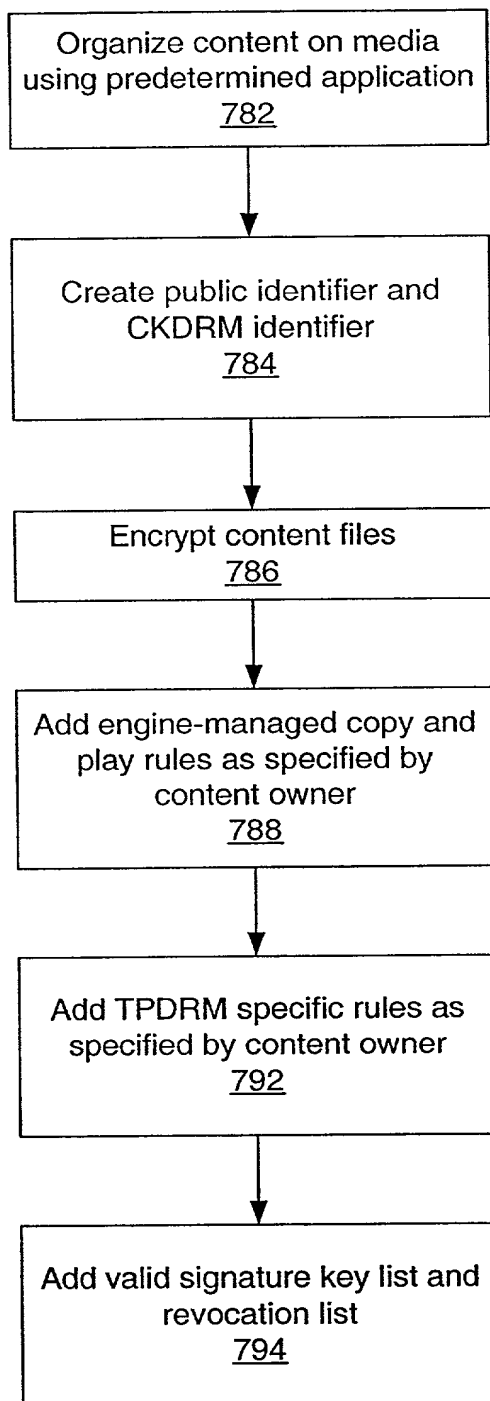 Organize content on media
using predetermined application
782
Create public identifier and
CKDRM identifier
784
Encrypt content files
786
Add engine-managed copy and
play rules as specified by
content owner
788
Add TPDRM specific rules as
specified by content owner
792
Add valid signature key list and
revocation list
794